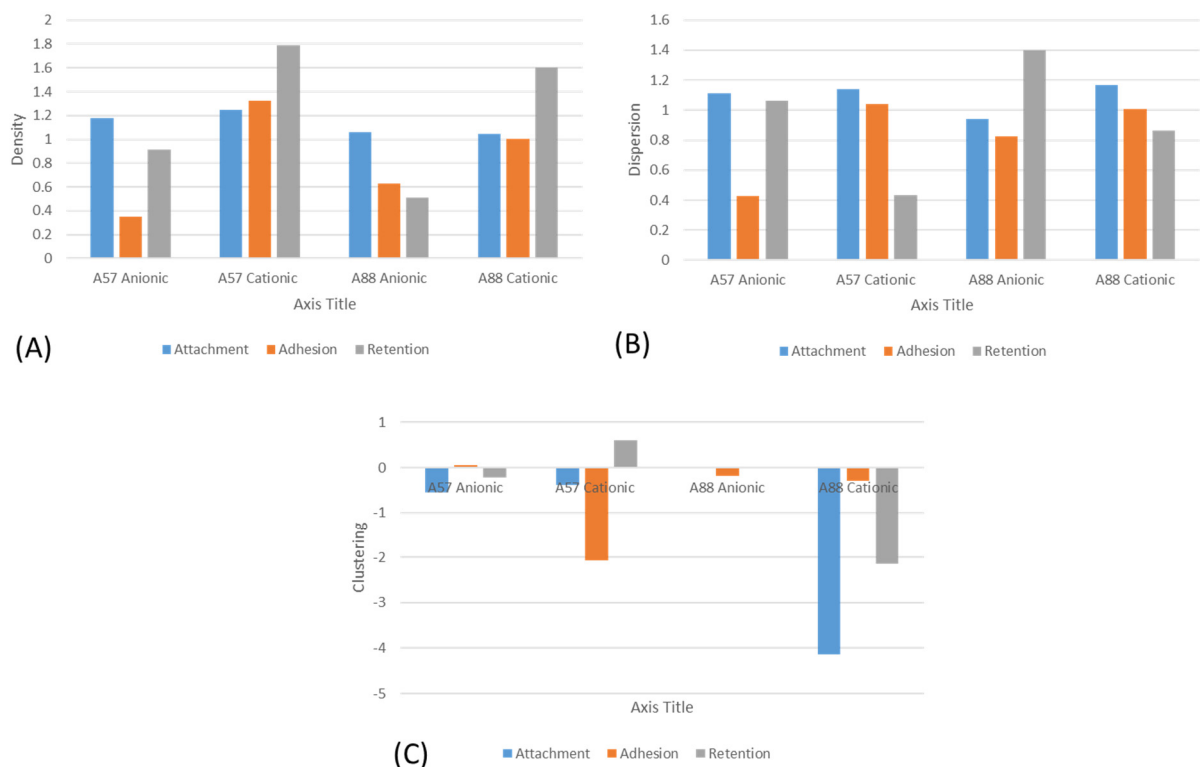 2
1.8
1.6
1.4
1.2
1
0.8
0.6
0.4
0.2
0
Density
A57 Anionic A57 Cationic A88 Anionic A88 Cationic
Axis Title
(A)
Attachment Adhesion Retention
1.6
1.4
1.2
1
0.8
0.6
0.4
0.2
0
Dispersion
A57 Anionic A57 Cationic A88 Anionic A88 Cationic
Axis Title
(B)
Attachment Adhesion Retention
1
0
-1
-2
-3
-4
-5
Clustering
A57 Anionic A57 Cationic A88 Anionic A88 Cationic
Axis Title
(C)
Attachment Adhesion Retention